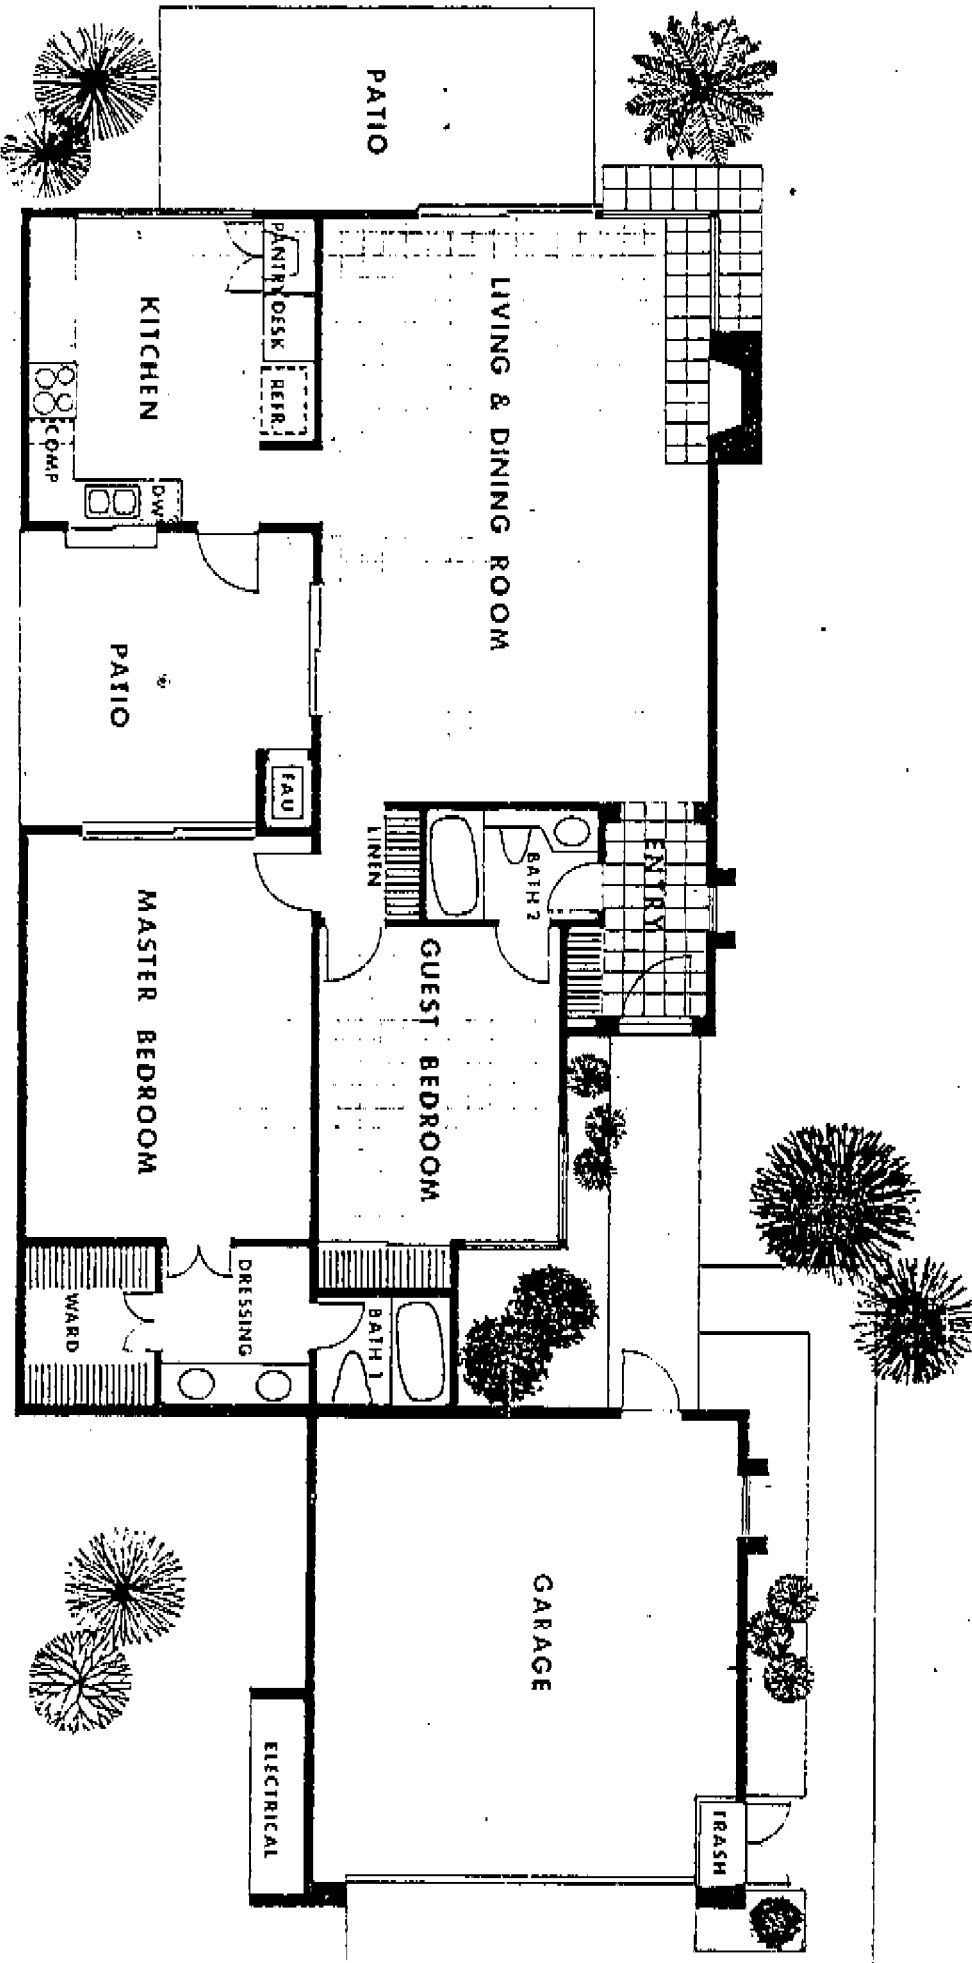 PATIO
PANTRY
DESK
REFR.
KITCHEN
LIVING & DINING ROOM
COMP
DW
PATIO
FAU
LINEN
BATH 2
ENTRY
MASTER BEDROOM
GUEST BEDROOM
DRESSING
WARD
BATH 1
GARAGE
ELECTRICAL
TRASH